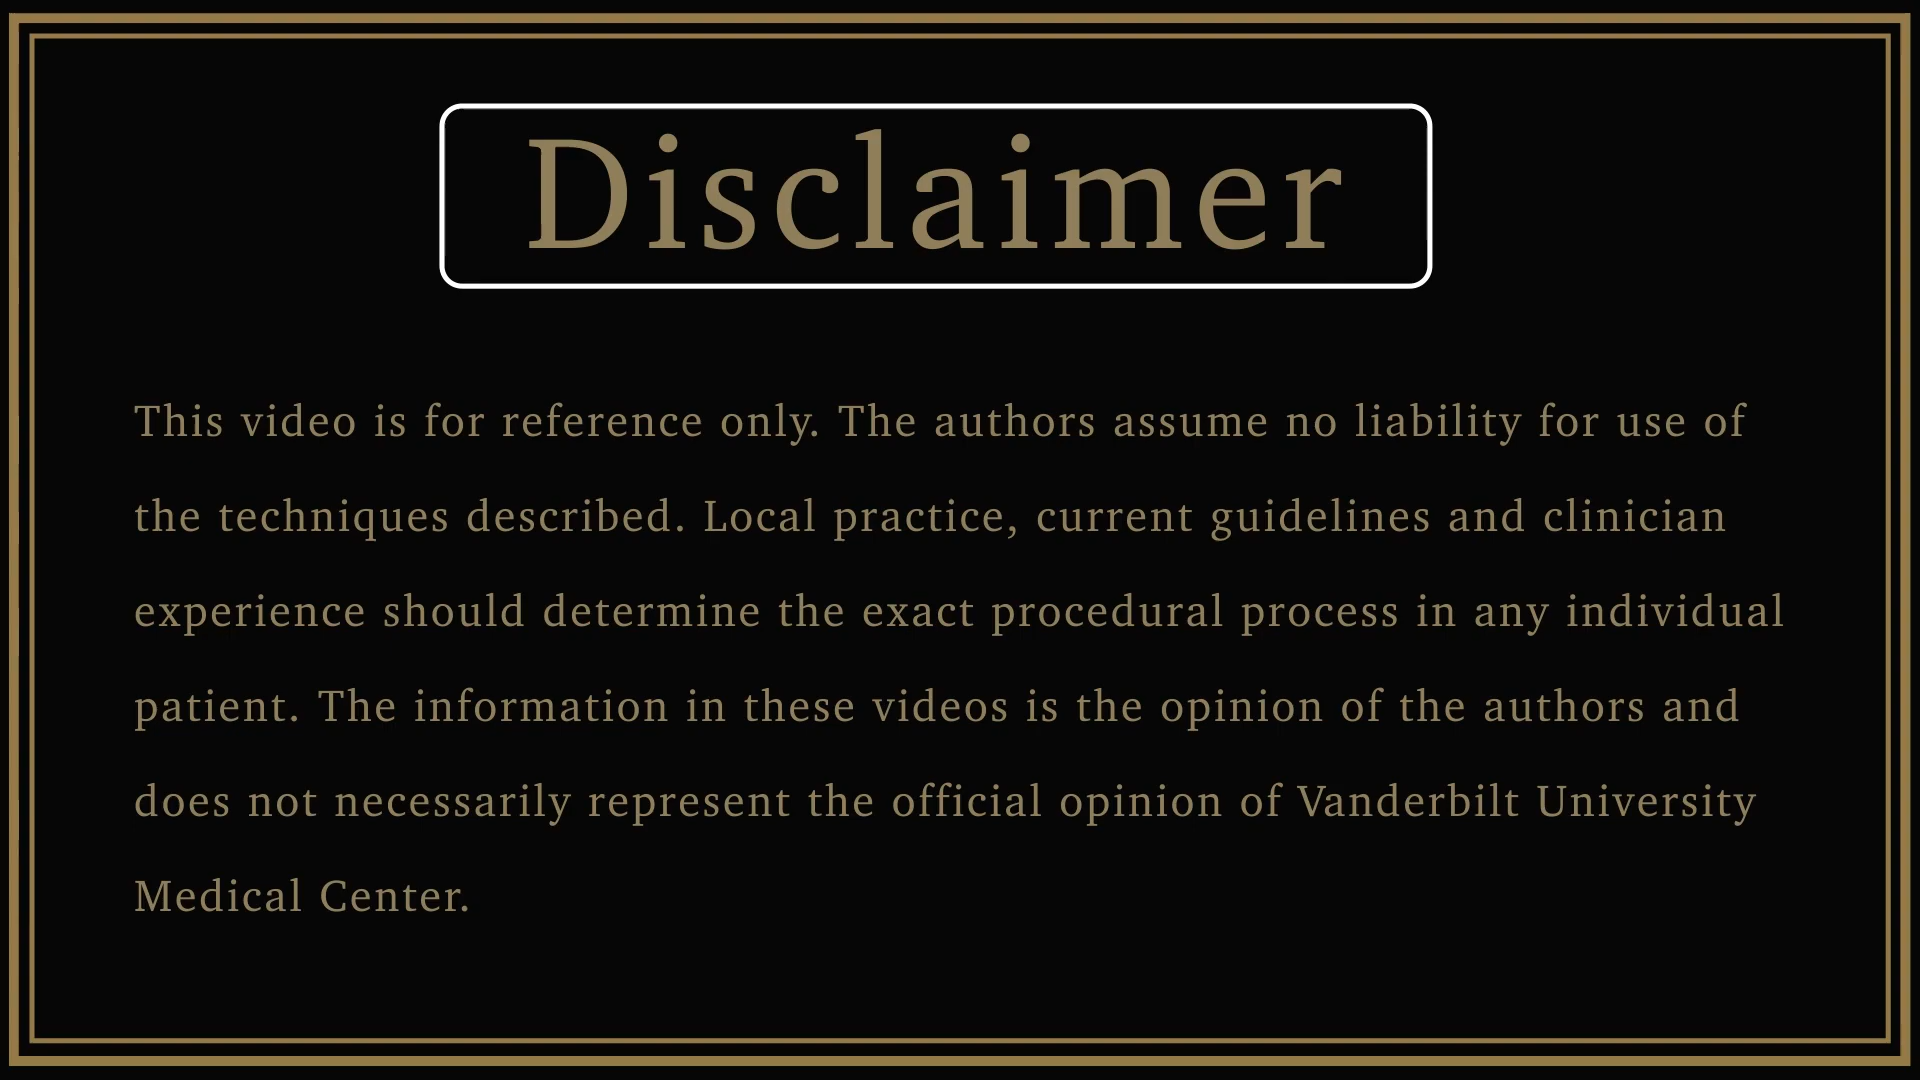 Disclaimer
This video is for reference only. The authors assume no liability for use of
the techniques described. Local practice, current guidelines and clinician
experience should determine the exact procedural process in any individual
patient. The information in these videos is the opinion of the authors and
does not necessarily represent the official opinion of Vanderbilt University
Medical Center.